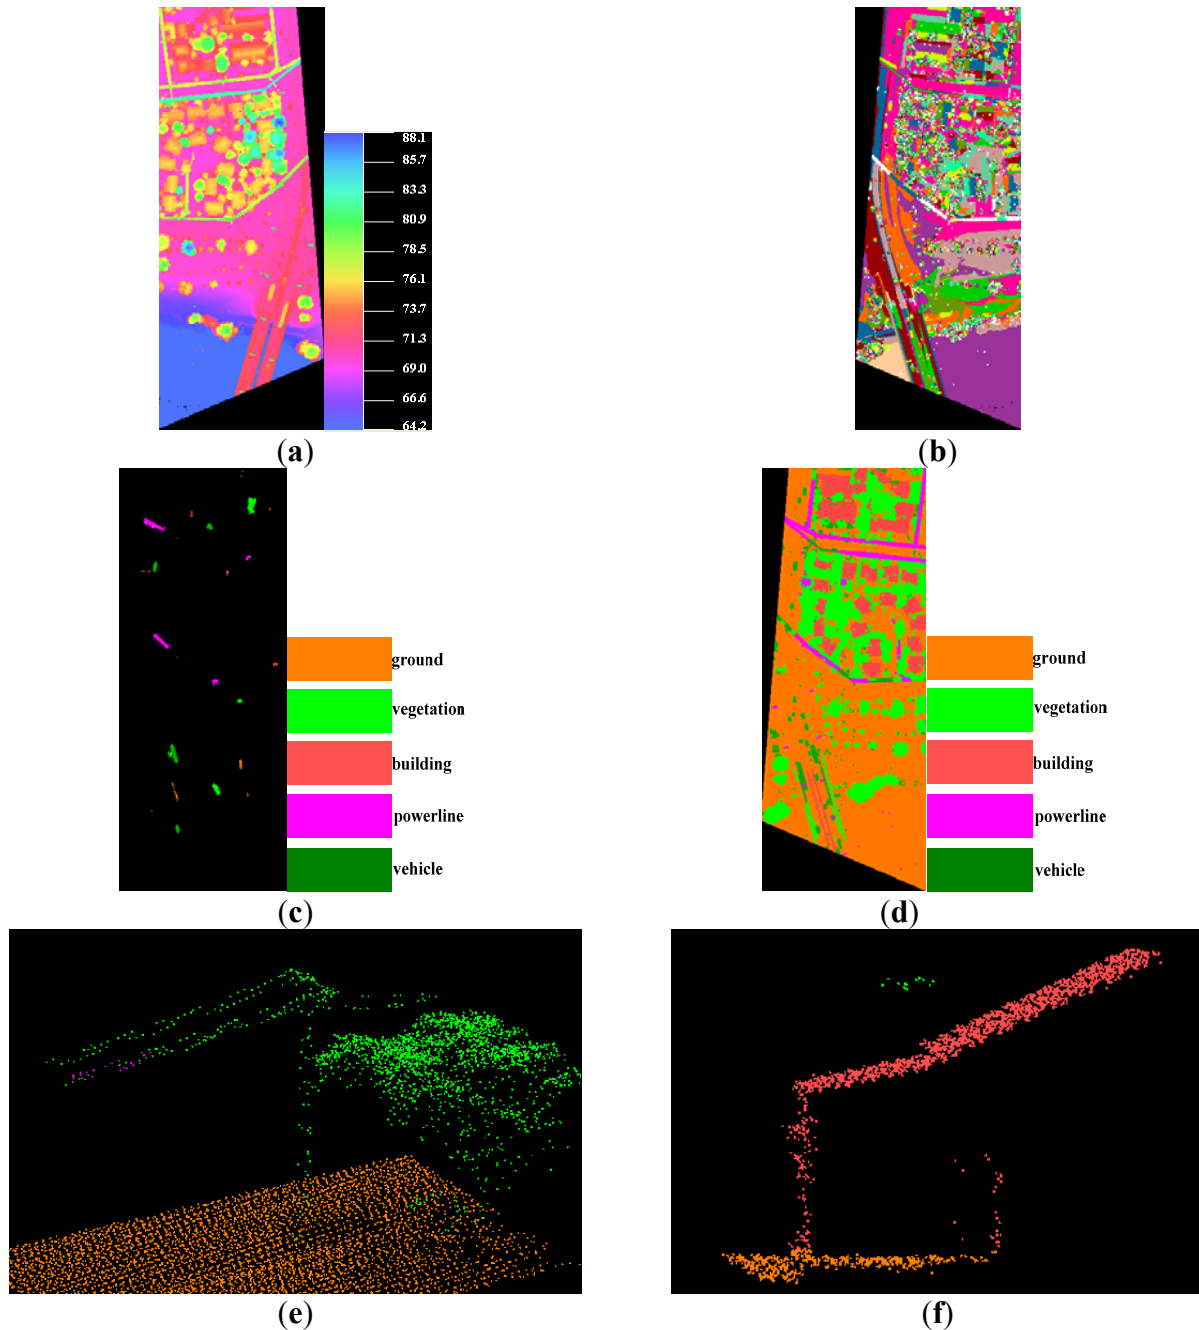 88.1
85.7
83.3
80.9
78.5
76.1
73.7
71.3
69.0
66.6
64.2
(a)
(b)
ground
vegetation
building
powerline
vehicle
(c)
ground
vegetation
building
powerline
vehicle
(d)
(e)
(f)